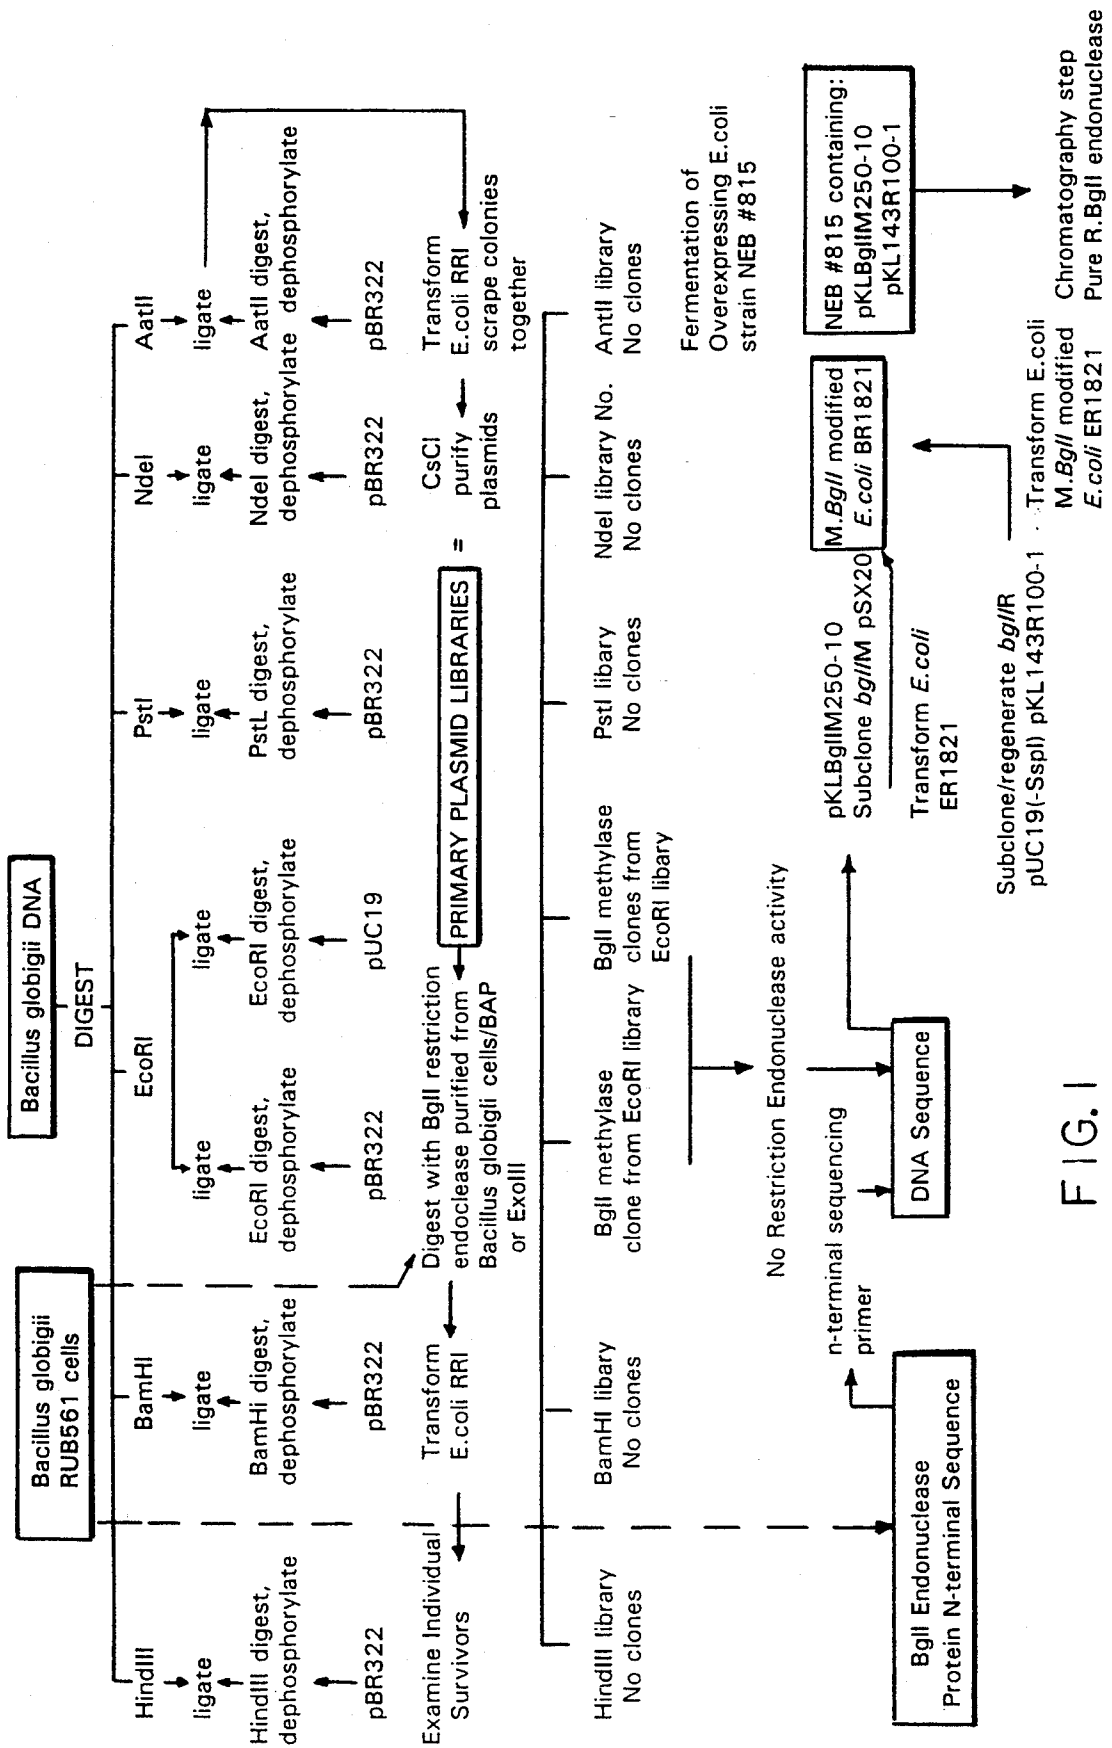 Bacillus globigii
RUB561 cells
Bacillus globigii DNA
DIGEST
HindIII
BamHI
EcoRI
PstI
NdeI
AatII
ligate
ligate
ligate
ligate
ligate
ligate
ligate
HindIII digest,
dephosphorylate
BamHi digest,
dephosphorylate
EcoRI digest,
dephosphorylate
EcoRI digest,
dephosphorylate
PstL digest,
dephosphorylate
NdeI digest,
dephosphorylate
AatII digest,
dephosphorylate
pBR322
pBR322
pBR322
pUC19
pBR322
pBR322
pBR322
Examine Individual
Survivors
Transform
E.coli RRI
Digest with BglI restriction
endoclease purified from
Bacillus globigli cells/BAP
or ExoIII
PRIMARY PLASMID LIBRARIES
=
CsCl
purify
plasmids
Transform
E.coli RRI
scrape colonies
together
HindIII library
No clones
BamHI libary
No clones
BglI methylase
clone from EcoRI library
BglI methylase
clones from
EcoRI libary
PstI libary
No clones
NdeI library No.
No clones
AntII library
No clones
No Restriction Endonuclease activity
Fermentation of
Overexpressing E.coli
strain NEB #815
BglI Endonuclease
Protein N-terminal Sequence
n-terminal sequencing
primer
DNA Sequence
pKLBglIM250-10
Subclone bglIM pSX20
Transform E.coli
ER1821
M.BglI modified
E.coli BR1821
NEB #815 containing:
pKLBglIM250-10
pKL143R100-1
Subclone/regenerate bglIR
pUC19(-SspI) pKL143R100-1
Transform E.coli
M.BglI modified
E.coli ER1821
Chromatography step
Pure R.BglI endonuclease
FIG. 1